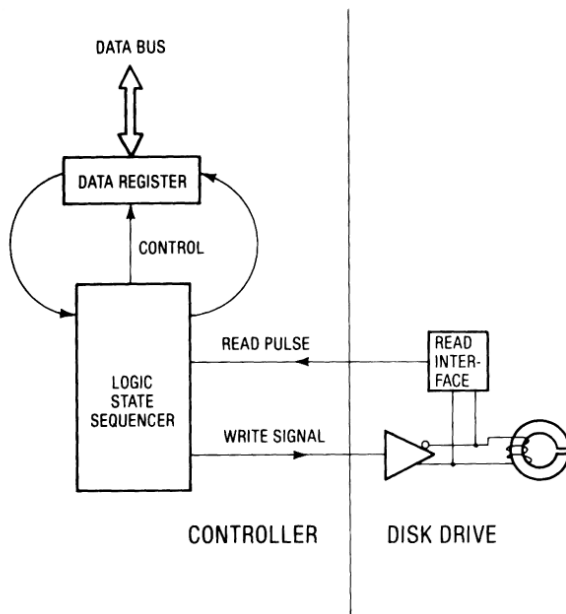 DATA BUS
DATA REGISTER
CONTROL
READ PULSE
READ
INTER-
FACE
LOGIC
STATE
SEQUENCER
WRITE SIGNAL
CONTROLLER
DISK DRIVE